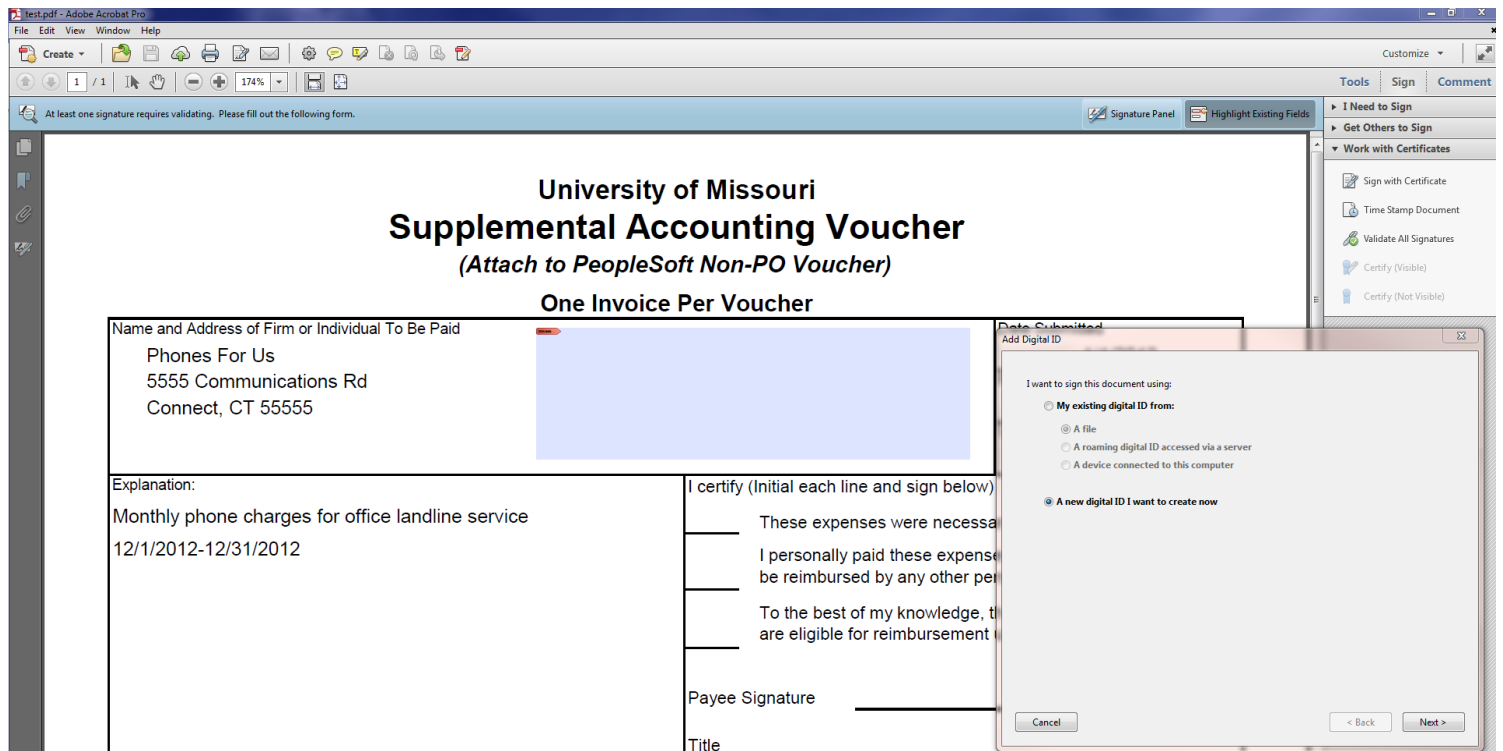 test.pdf - Adobe Acrobat Pro
File Edit View Window Help
Create
Customize
1 / 1
174%
Tools Sign Comment
At least one signature requires validating. Please fill out the following form.
Signature Panel
Highlight Existing Fields
I Need to Sign
Get Others to Sign
Work with Certificates
Sign with Certificate
Time Stamp Document
Validate All Signatures
Certify (Visible)
Certify (Not Visible)
University of Missouri
Supplemental Accounting Voucher
(Attach to PeopleSoft Non-PO Voucher)
One Invoice Per Voucher
Name and Address of Firm or Individual To Be Paid
Phones For Us
5555 Communications Rd
Connect, CT 55555
Date Submitted
Explanation:
Monthly phone charges for office landline service
12/1/2012-12/31/2012
I certify (Initial each line and sign below)
These expenses were
I personally paid these
be reimbursed by any other
To the best of my knowledge,
are eligible for reimbursement
Payee Signature
Title
Add Digital ID
I want to sign this document using:
My existing digital ID from:
A file
A roaming digital ID accessed via a server
A device connected to this computer
A new digital ID I want to create now
Cancel
< Back
Next >